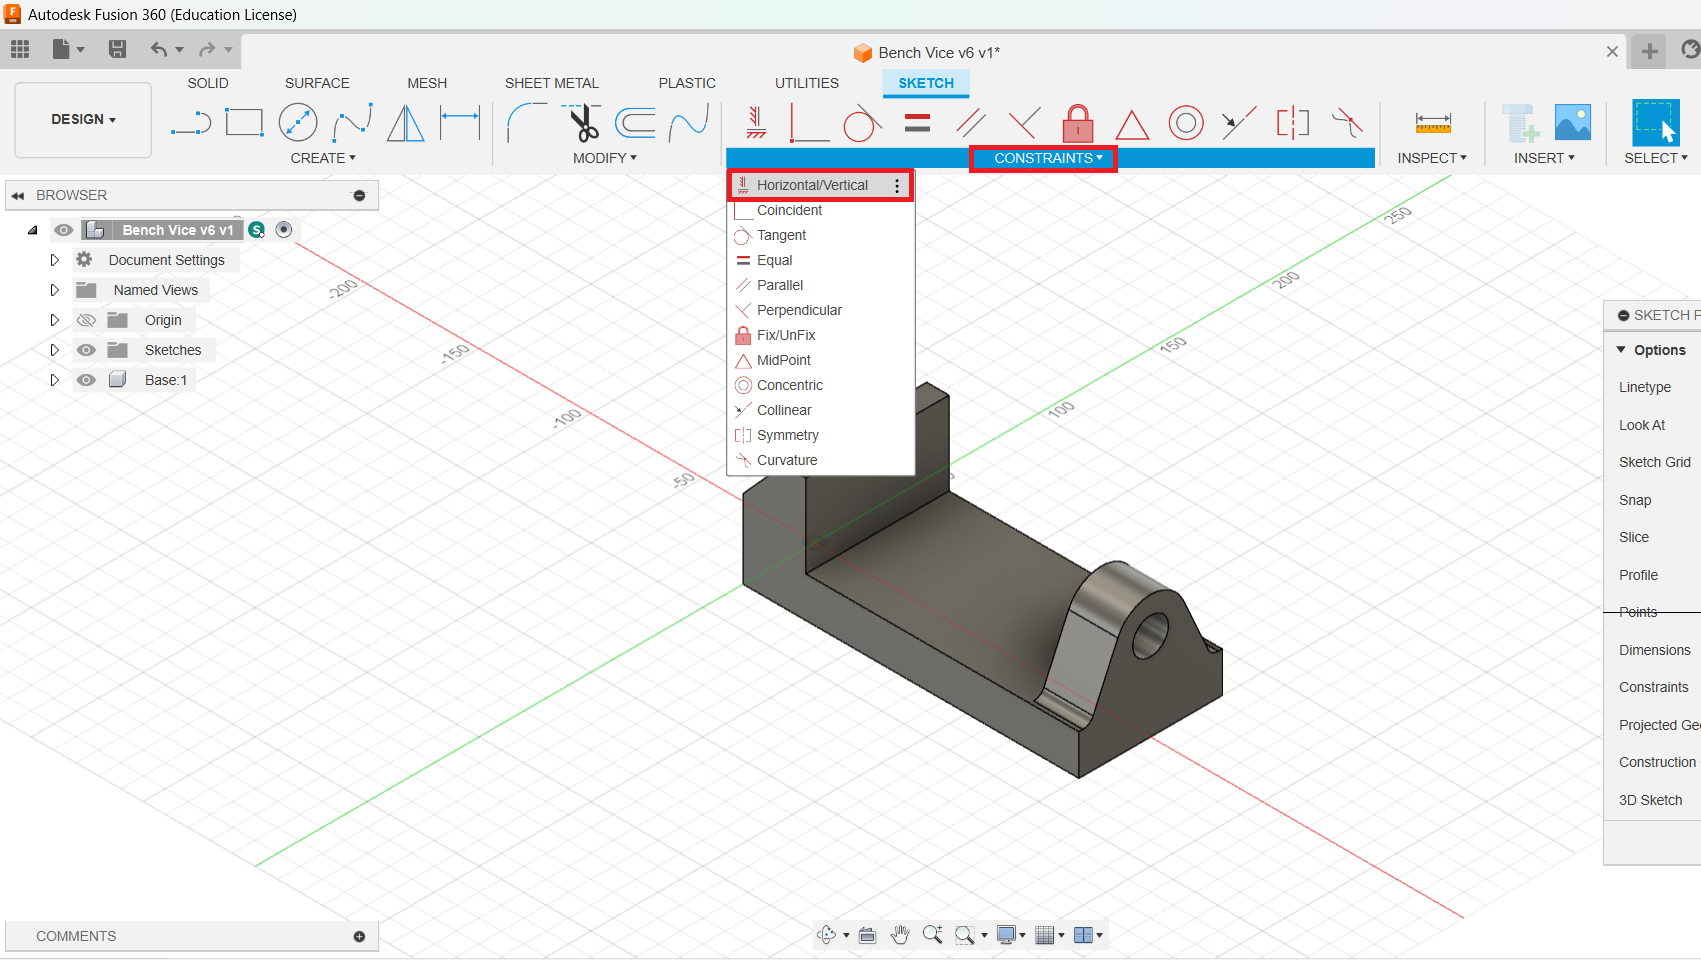 Autodesk Fusion 360 (Education License)
Bench Vice v6 v1*
SOLID SURFACE MESH SHEET METAL PLASTIC UTILITIES SKETCH
DESIGN
CREATE MODIFY CONSTRAINTS INSPECT INSERT SELECT
BROWSER
Bench Vice v6 v1 S
Document Settings
Named Views
Origin
Sketches
Base:1
Horizontal/Vertical
Coincident
Tangent
Equal
Parallel
Perpendicular
Fix/UnFix
MidPoint
Concentric
Collinear
Symmetry
Curvature
-200
-150
-100
-50
250
200
150
100
SKETCH P
Options
Linetype
Look At
Sketch Grid
Snap
Slice
Profile
Points
Dimensions
Constraints
Projected Geo
Construction
3D Sketch
COMMENTS